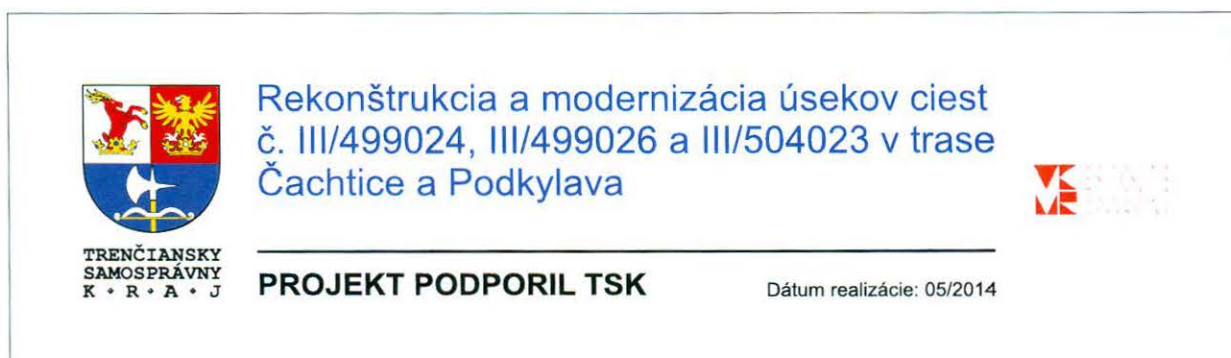 Rekonštrukcia a modernizácia úsekov ciest
č. III/499024, III/499026 a III/504023 v trase
Čachtice a Podkylava
TRENČIANSKY
SAMOSPRÁVNY
K • R • A • J
PROJEKT PODPORIL TSK
Dátum realizácie: 05/2014